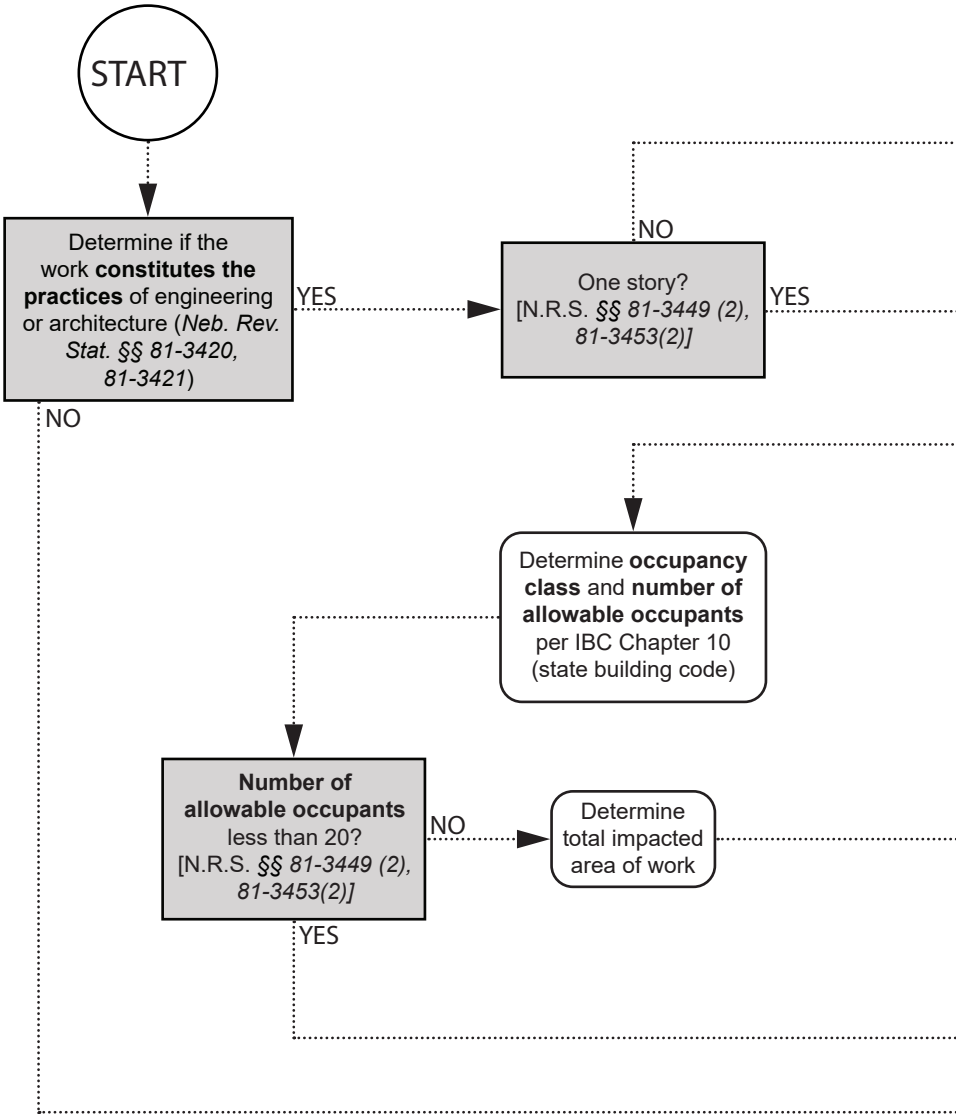 START
Determine if the
work constitutes the
practices of engineering
or architecture (Neb. Rev.
Stat. §§ 81-3420,
81-3421)
YES
NO
NO
One story?
[N.R.S. §§ 81-3449 (2),
81-3453(2)]
YES
Determine occupancy
class and number of
allowable occupants
per IBC Chapter 10
(state building code)
Number of
allowable occupants
less than 20?
[N.R.S. §§ 81-3449 (2),
81-3453(2)]
NO
YES
Determine
total impacted
area of work